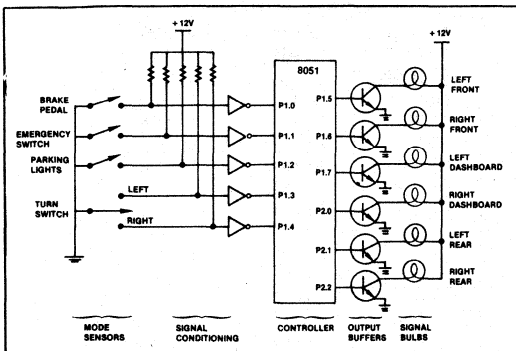 + 12V
+ 12V
8051
BRAKE
PEDAL
P1.0
P1.5
LEFT
FRONT
EMERGENCY
SWITCH
P1.1
P1.6
RIGHT
FRONT
PARKING
LIGHTS
P1.2
P1.7
LEFT
DASHBOARD
LEFT
P1.3
P2.0
RIGHT
DASHBOARD
TURN
SWITCH
RIGHT
P1.4
P2.1
LEFT
REAR
P2.2
RIGHT
REAR
MODE
SENSORS
SIGNAL
CONDITIONING
CONTROLLER
OUTPUT
BUFFERS
SIGNAL
BULBS